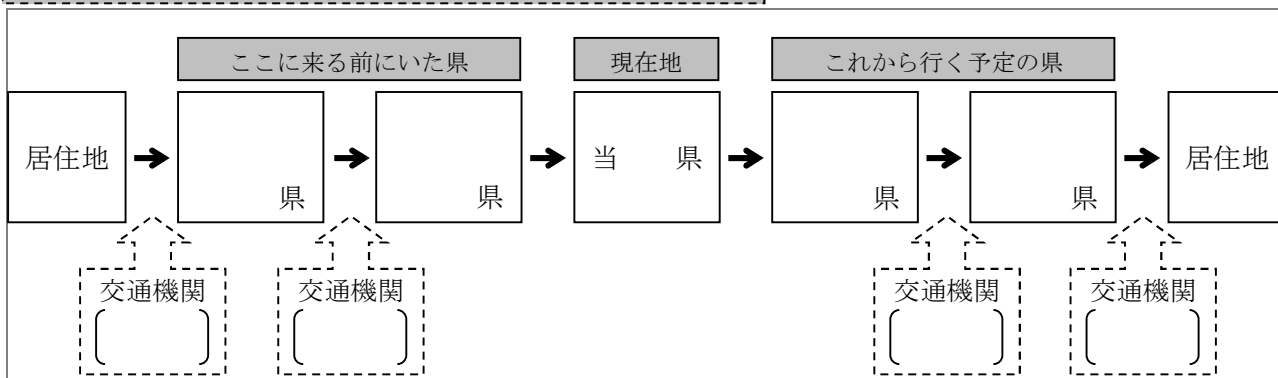 ここに来る前にいた県 現在地 これから行く予定の県
居住地 県 県 当 県 県 県 居住地
交通機関 交通機関 交通機関 交通機関